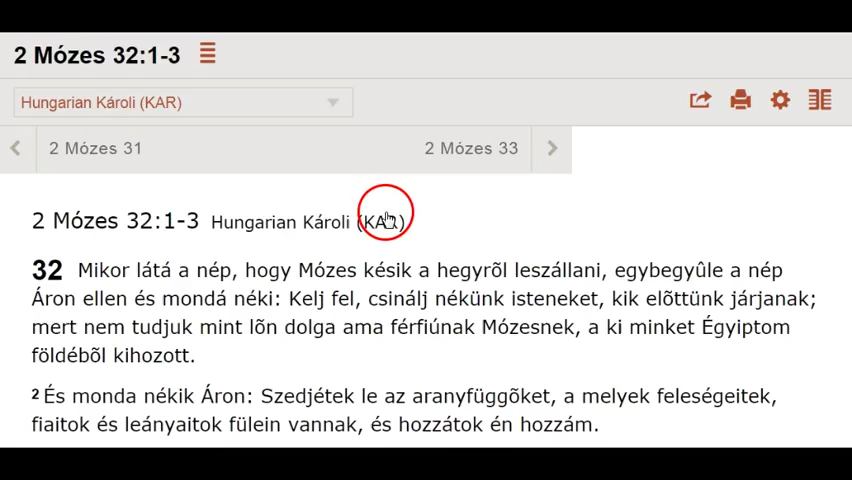 2 Mózes 32:1-3
Hungarian Károli (KAR)
2 Mózes 31
2 Mózes 33
2 Mózes 32:1-3 Hungarian Károli (KAR)
32 Mikor látá a nép, hogy Mózes késik a hegyrõl leszállani, egybegyûle a nép
Áron ellen és mondá néki: Kelj fel, csinálj nékünk isteneket, kik elõttünk járjanak;
mert nem tudjuk mint lõn dolga ama férfiúnak Mózesnek, a ki minket Égyiptom
földébõl kihozott.
2 És monda nékik Áron: Szedjétek le az aranyfüggõket, a melyek feleségeitek,
fiaitok és leányaitok fülein vannak, és hozzátok én hozzám.